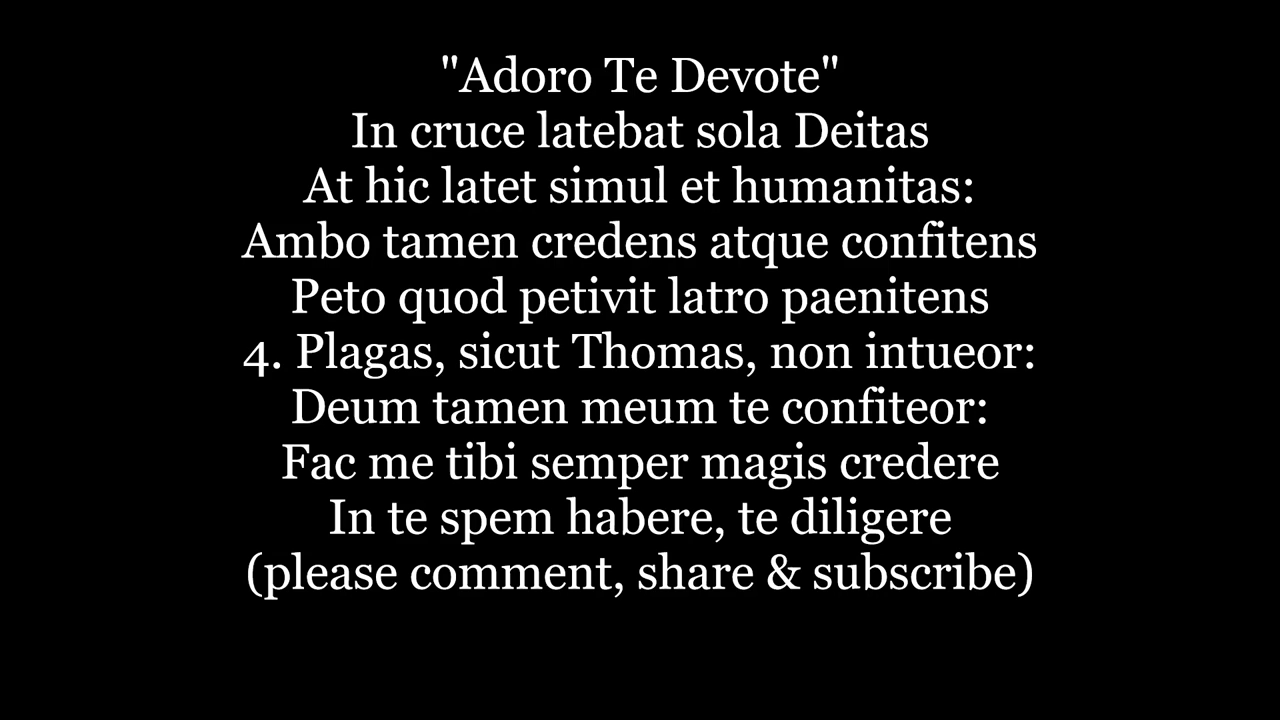 "Adoro Te Devote"
In cruce latebat sola Deitas
At hic latet simul et humanitas:
Ambo tamen credens atque confitens
Peto quod petivit latro paenitens
4. Plagas, sicut Thomas, non intueor:
Deum tamen meum te confiteor:
Fac me tibi semper magis credere
In te spem habere, te diligere
(please comment, share & subscribe)